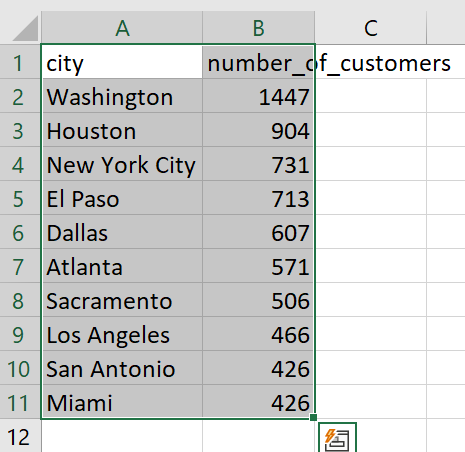 A B C
1 city number_of_customers
2 Washington 1447
3 Houston 904
4 New York City 731
5 El Paso 713
6 Dallas 607
7 Atlanta 571
8 Sacramento 506
9 Los Angeles 466
10 San Antonio 426
11 Miami 426
12